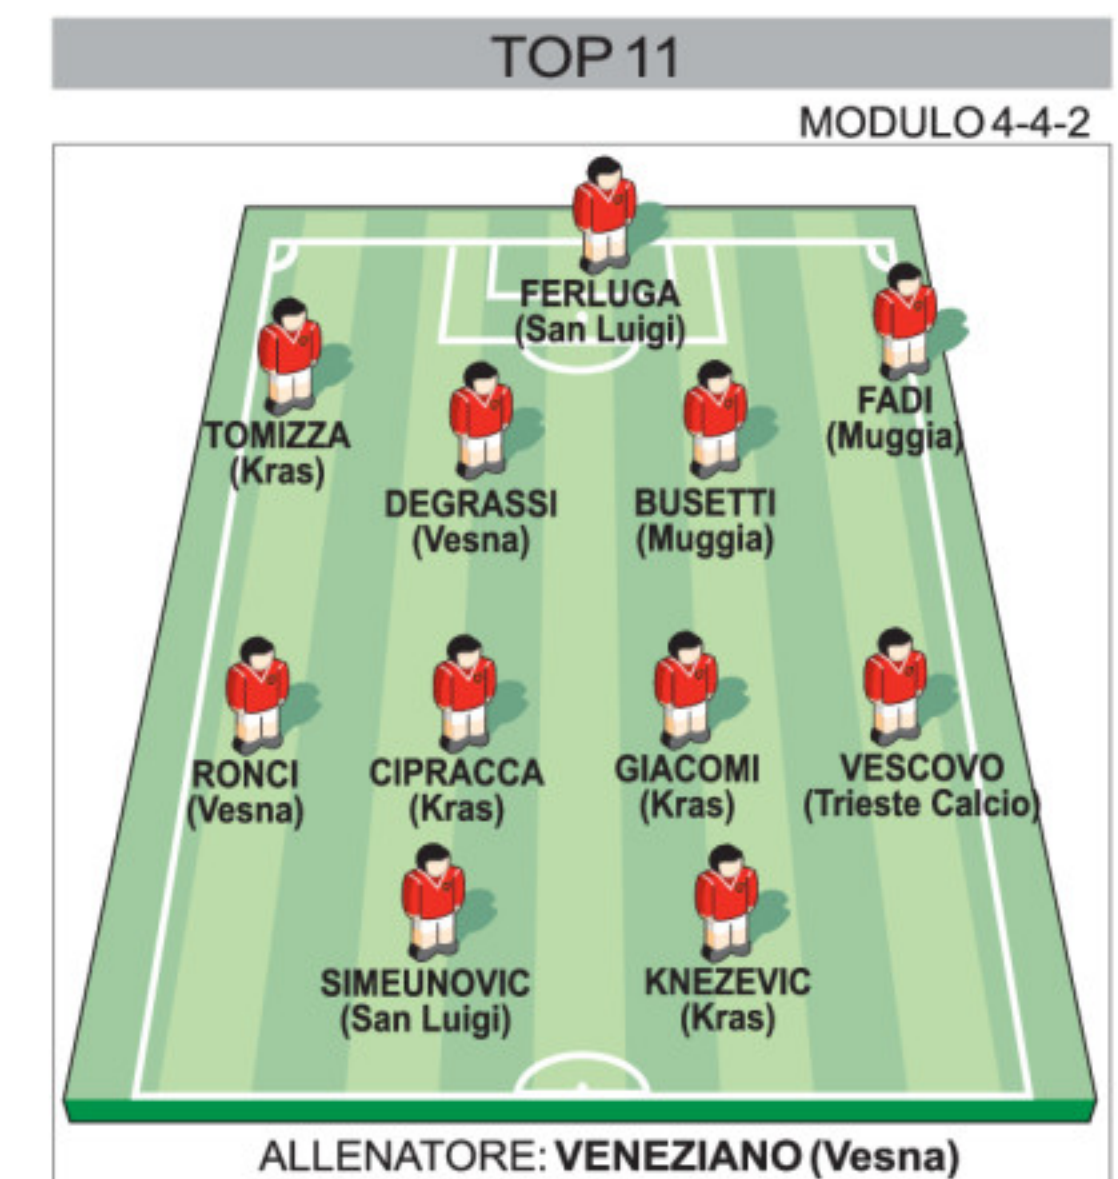 TOP 11
MODULO 4-4-2
FERLUGA
(San Luigi)
FADI
(Muggia)
TOMIZZA
(Kras)
DEGRASSI
(Vesna)
BUSETTI
(Muggia)
RONCI
(Vesna)
CIPRACCA
(Kras)
GIACOMI
(Kras)
VESCOVO
(Trieste Calcio)
SIMEUNOVIC
(San Luigi)
KNEZEVIC
(Kras)
ALLENATORE: VENEZIANO (Vesna)